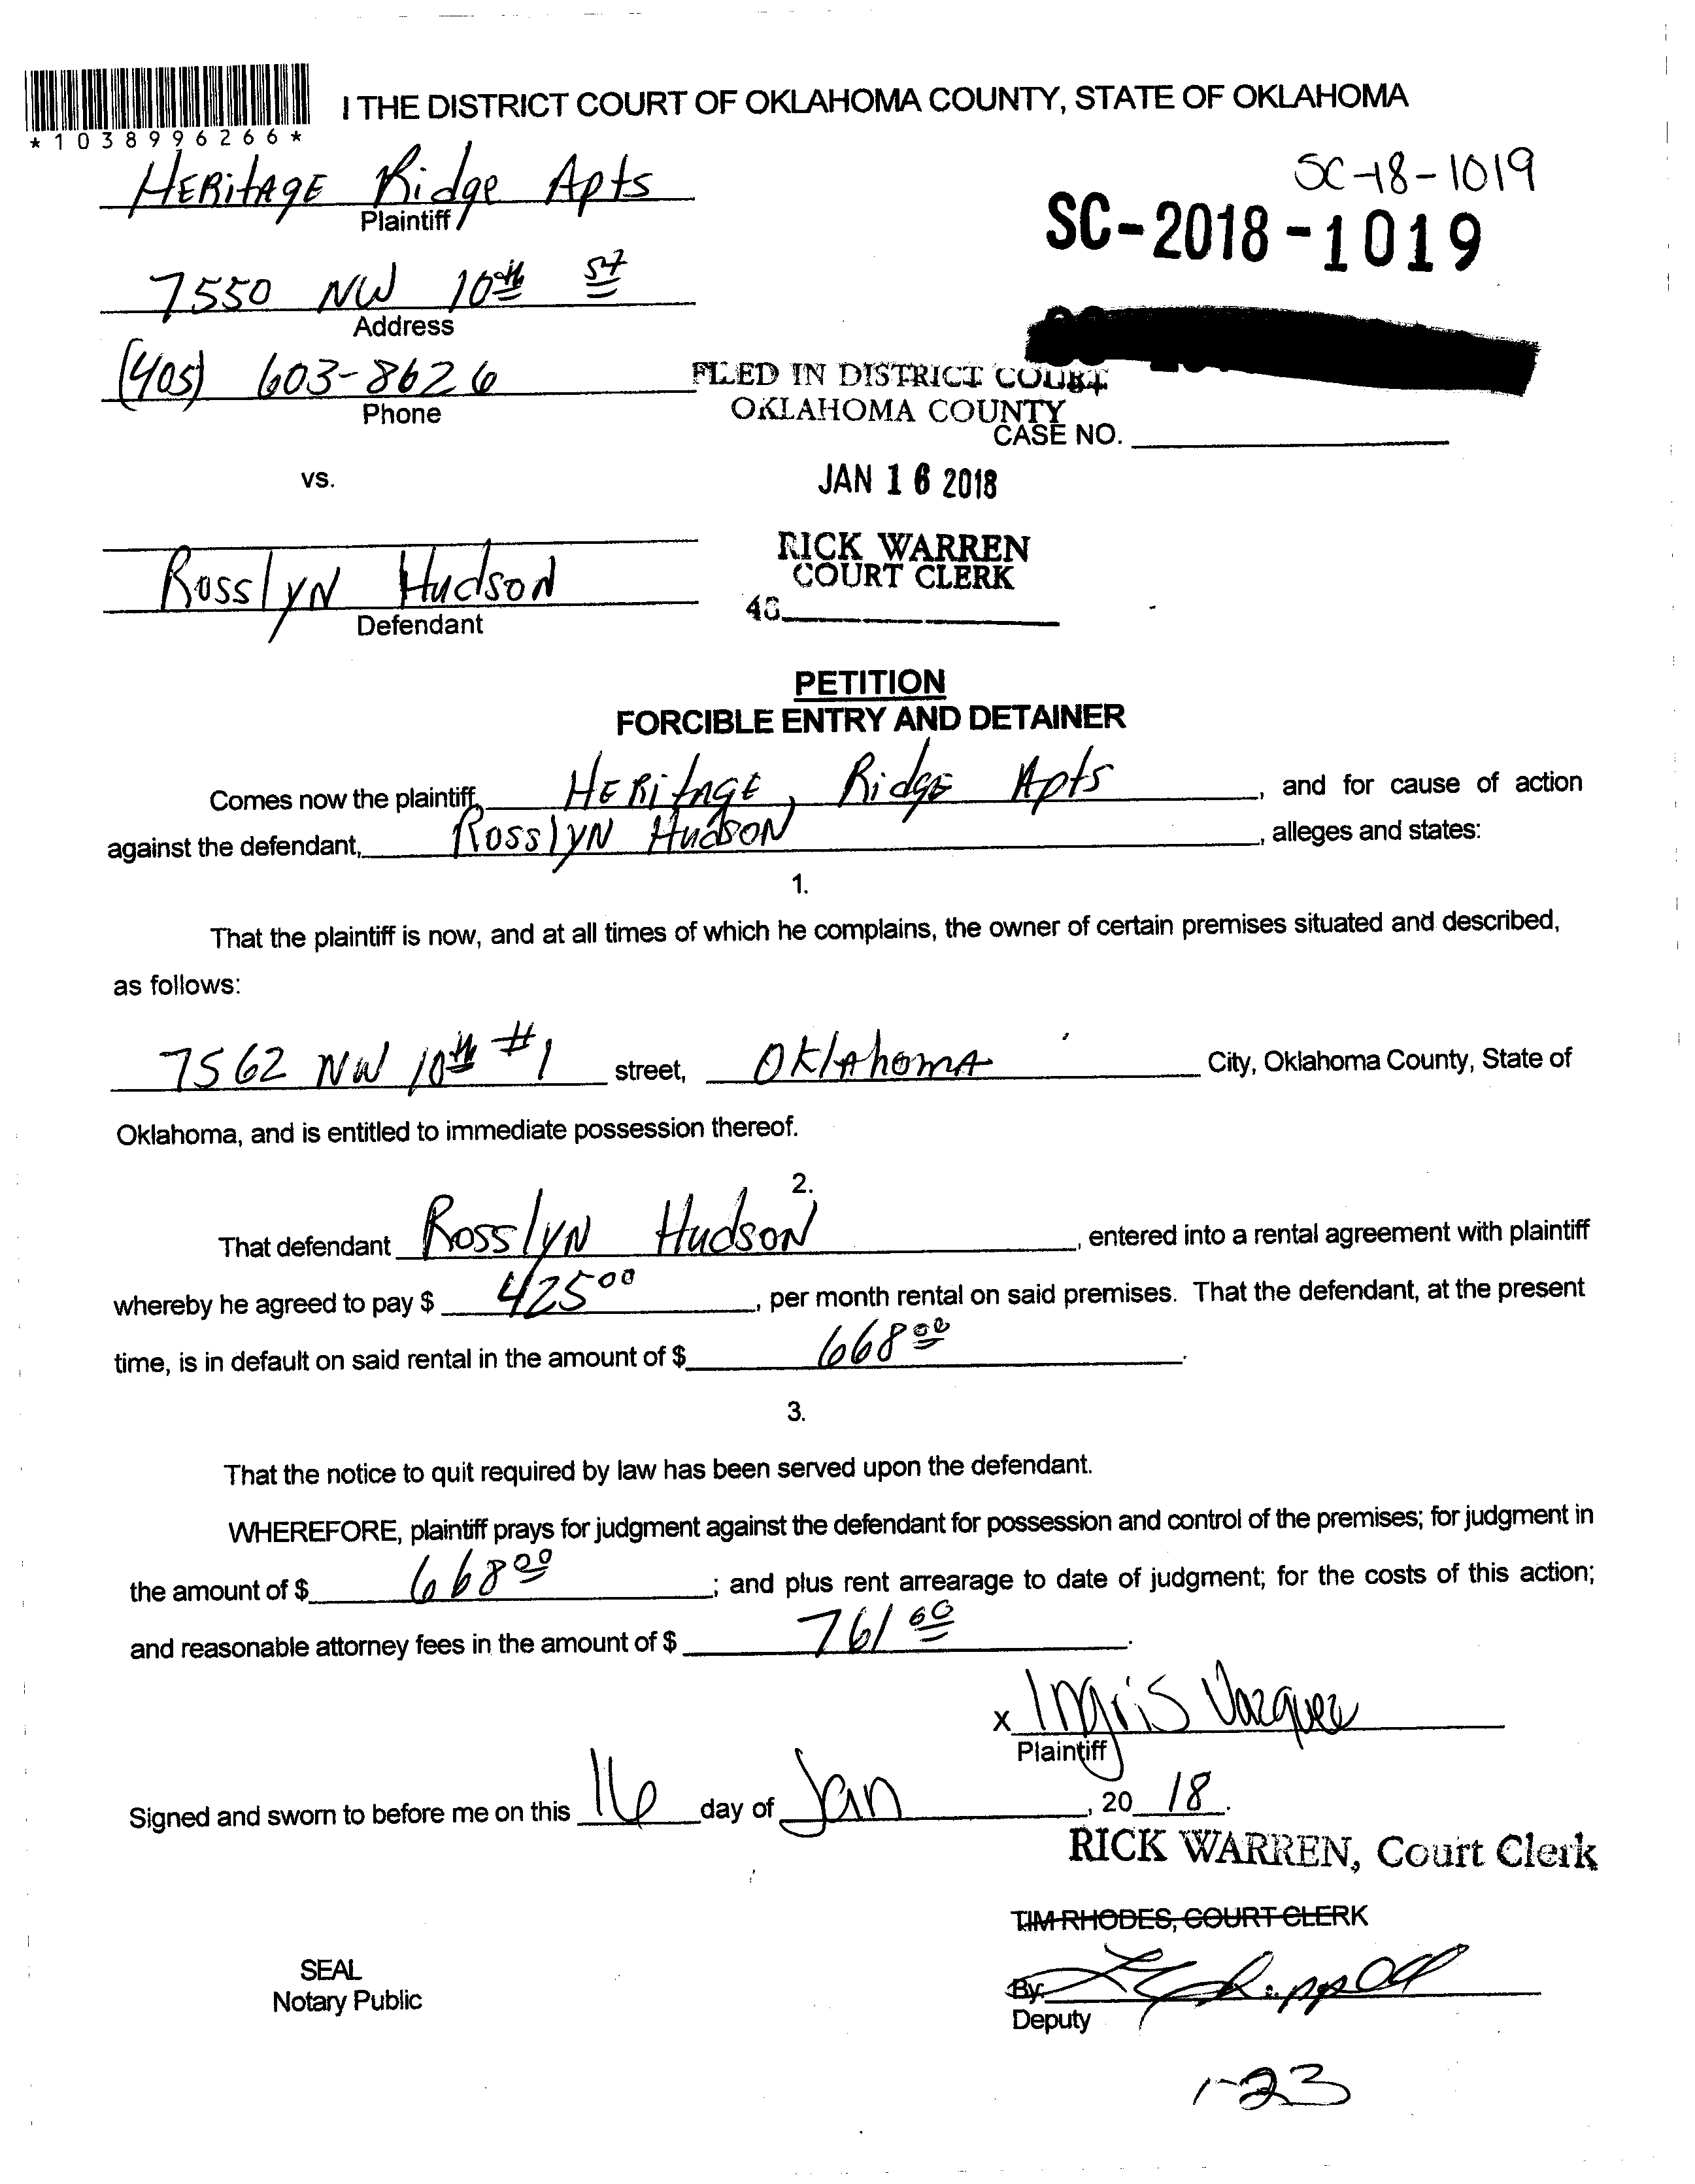 I THE DISTRICT COURT OF OKLAHOMA COUNTY, STATE OF OKLAHOMA
*1038996266*
HERitAgE Ridge Apts
Plaintiff
SC-18-1019
SC-2018-1019
7550 NW 10th st
Address
(405) 603-8626
Phone
FILED IN DISTRICT COURT
OKLAHOMA COUNTY
CASE NO.
vs.
JAN 16 2018
RICK WARREN
COURT CLERK
Rosslyn Hudson
Defendant
PETITION
FORCIBLE ENTRY AND DETAINER
Comes now the plaintiff, HERitAgE Ridge Apts, and for cause of action
against the defendant, Rosslyn Hudson, alleges and states:
1.
That the plaintiff is now, and at all times of which he complains, the owner of certain premises situated and described,
as follows:
7562 NW 10th #1 street, Oklahoma City, Oklahoma County, State of
Oklahoma, and is entitled to immediate possession thereof.
2.
That defendant Rosslyn Hudson, entered into a rental agreement with plaintiff
whereby he agreed to pay $ 425 00, per month rental on said premises. That the defendant, at the present
time, is in default on said rental in the amount of $ 668 00.
3.
That the notice to quit required by law has been served upon the defendant.
WHEREFORE, plaintiff prays for judgment against the defendant for possession and control of the premises; for judgment in
the amount of $ 668 00; and plus rent arrearage to date of judgment; for the costs of this action;
and reasonable attorney fees in the amount of $ 761 60.
x Ingris Vazquez
Plaintiff
Signed and sworn to before me on this 16 day of Jan, 20 18.
RICK WARREN, Court Clerk
TIM RHODES, COURT CLERK
SEAL
Notary Public
By:
Deputy
1-23